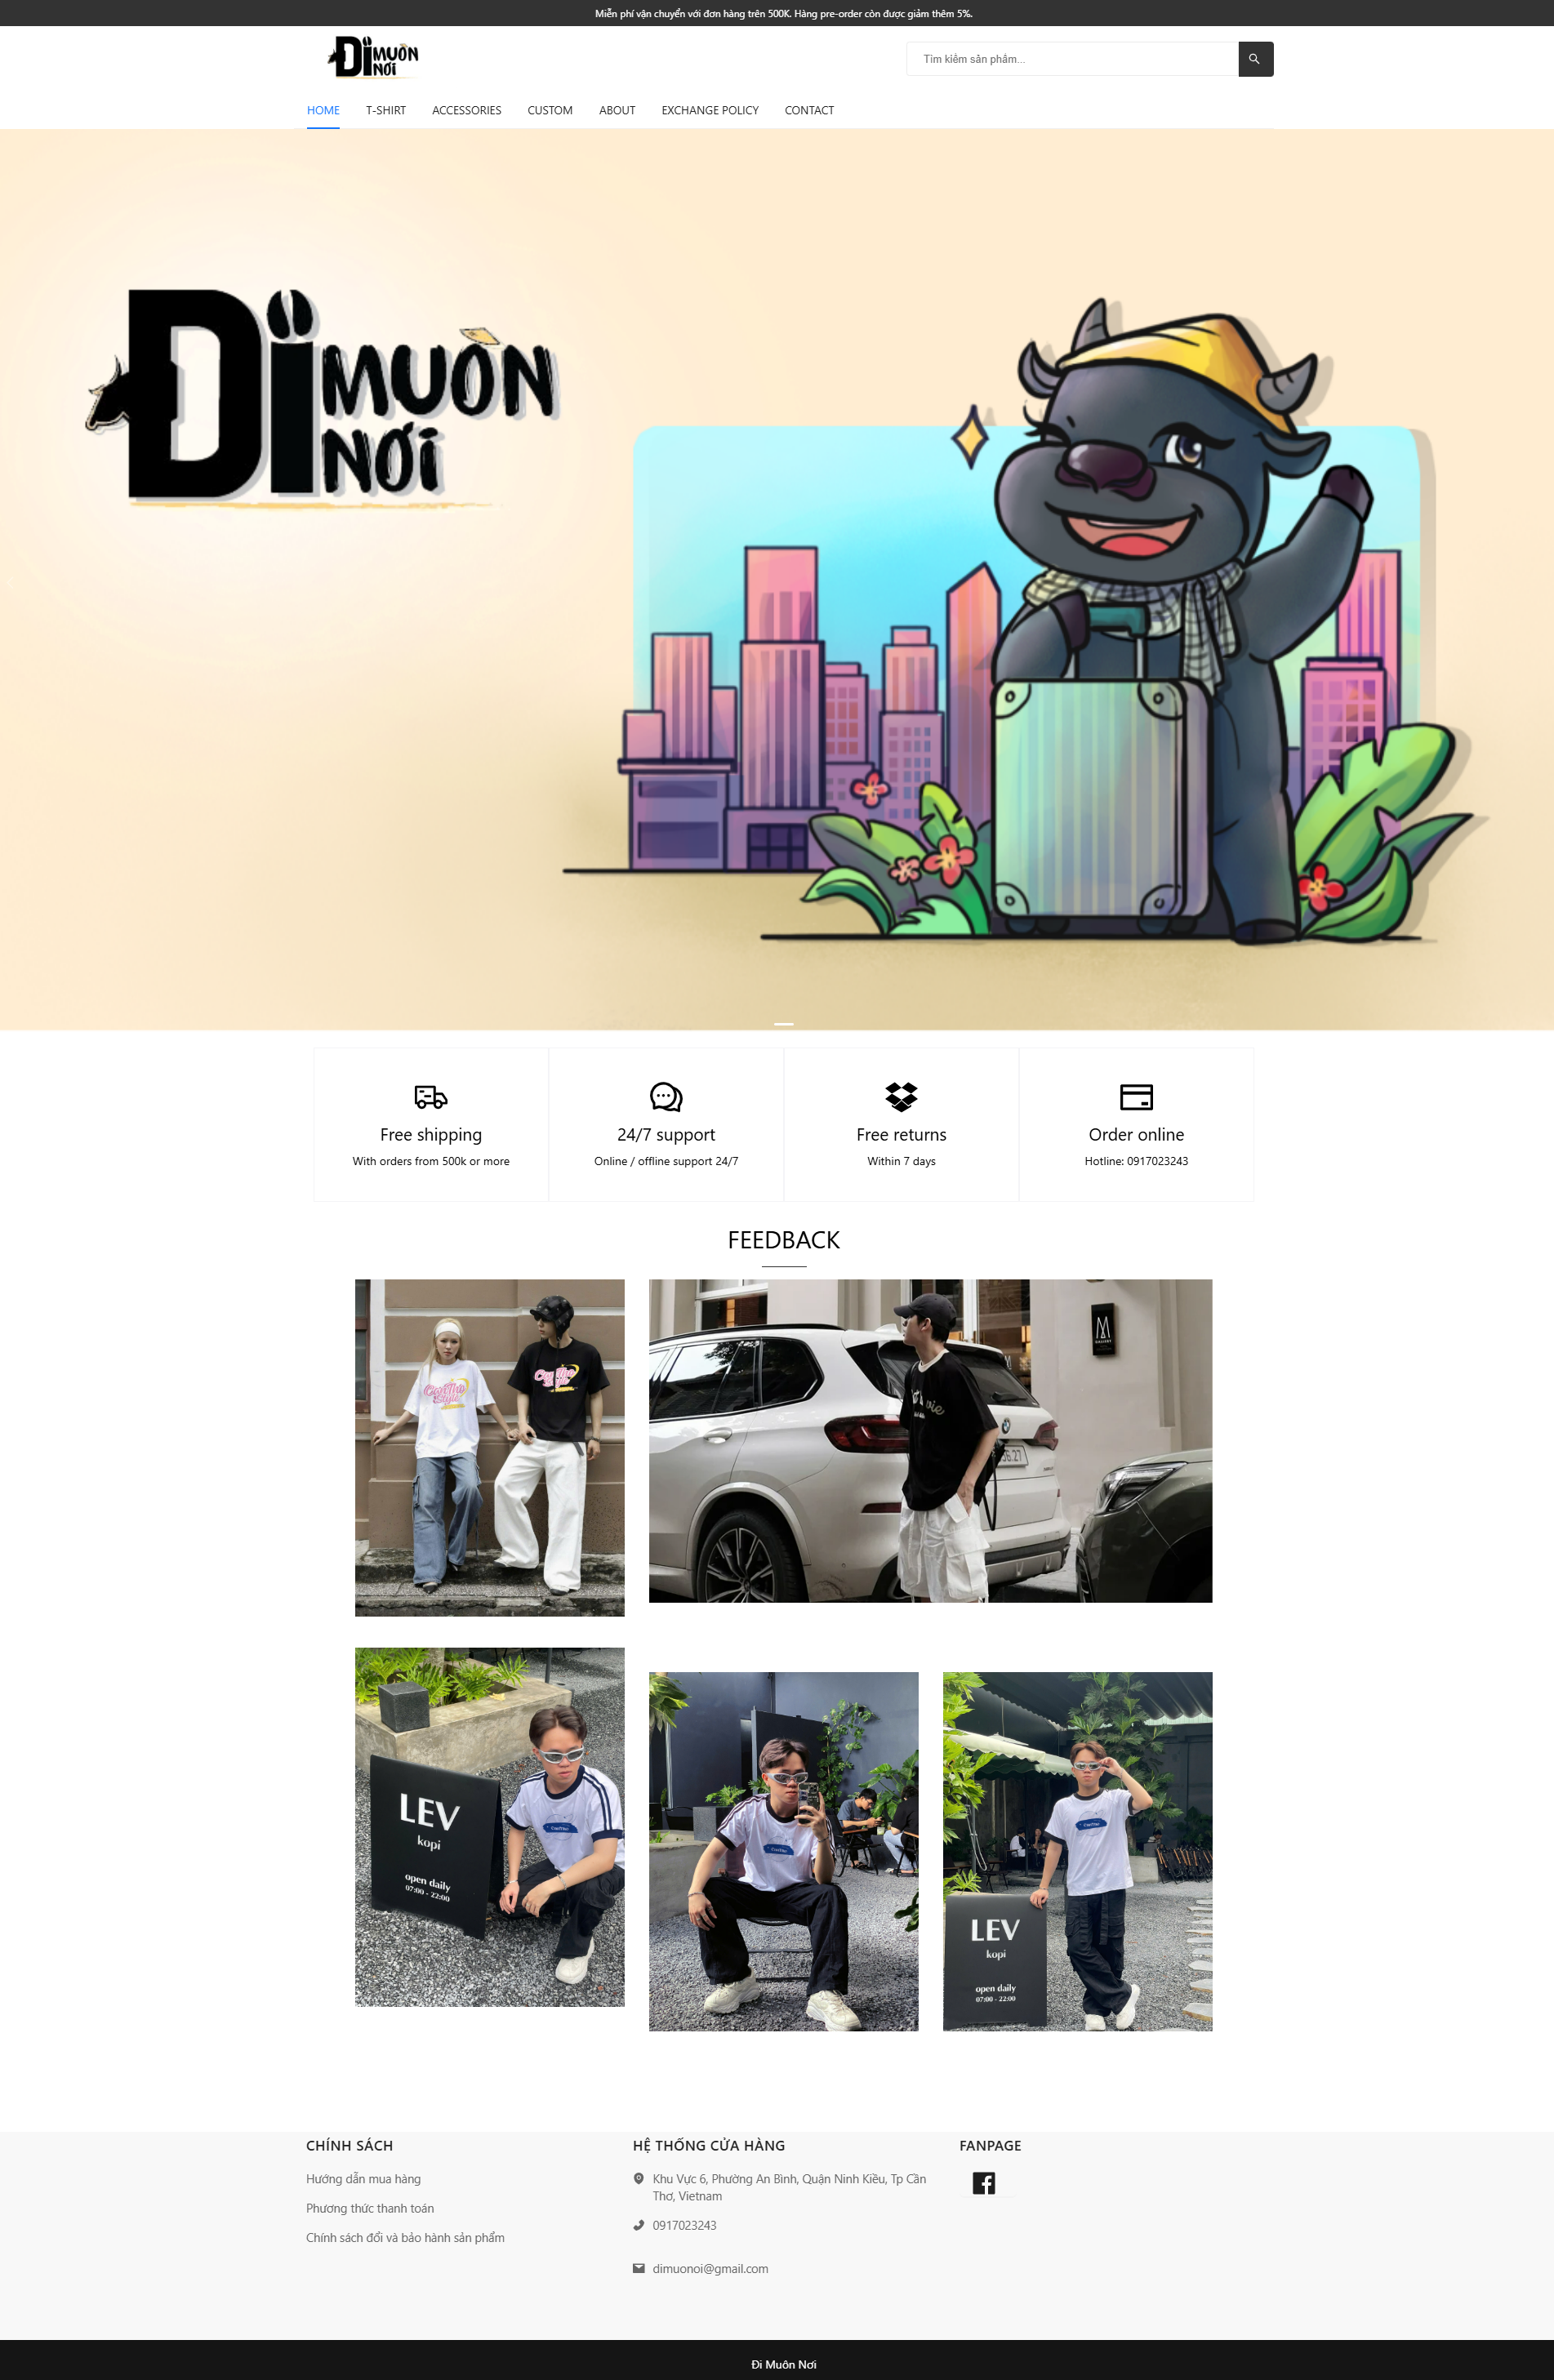 Miễn phí vận chuyển với đơn hàng trên 500K. Hàng pre-order còn được giảm thêm 5%.
Đi MUÔN
NƠI
Tìm kiếm sản phẩm...
HOME T-SHIRT ACCESSORIES CUSTOM ABOUT EXCHANGE POLICY CONTACT
Đi MUÔN
NƠI
Free shipping
With orders from 500k or more
24/7 support
Online / offline support 24/7
Free returns
Within 7 days
Order online
Hotline: 0917023243
FEEDBACK
CanTho
Style
CanTho
Style
LEV
kopi
open daily
07:00 - 22:00
LEV
kopi
open daily
07:00 - 22:00
CHÍNH SÁCH
Hướng dẫn mua hàng
Phương thức thanh toán
Chính sách đổi và bảo hành sản phẩm
HỆ THỐNG CỬA HÀNG
Khu Vực 6, Phường An Bình, Quận Ninh Kiều, Tp Cần
Thơ, Vietnam
0917023243
dimuonoi@gmail.com
FANPAGE
Đi Muôn Nơi